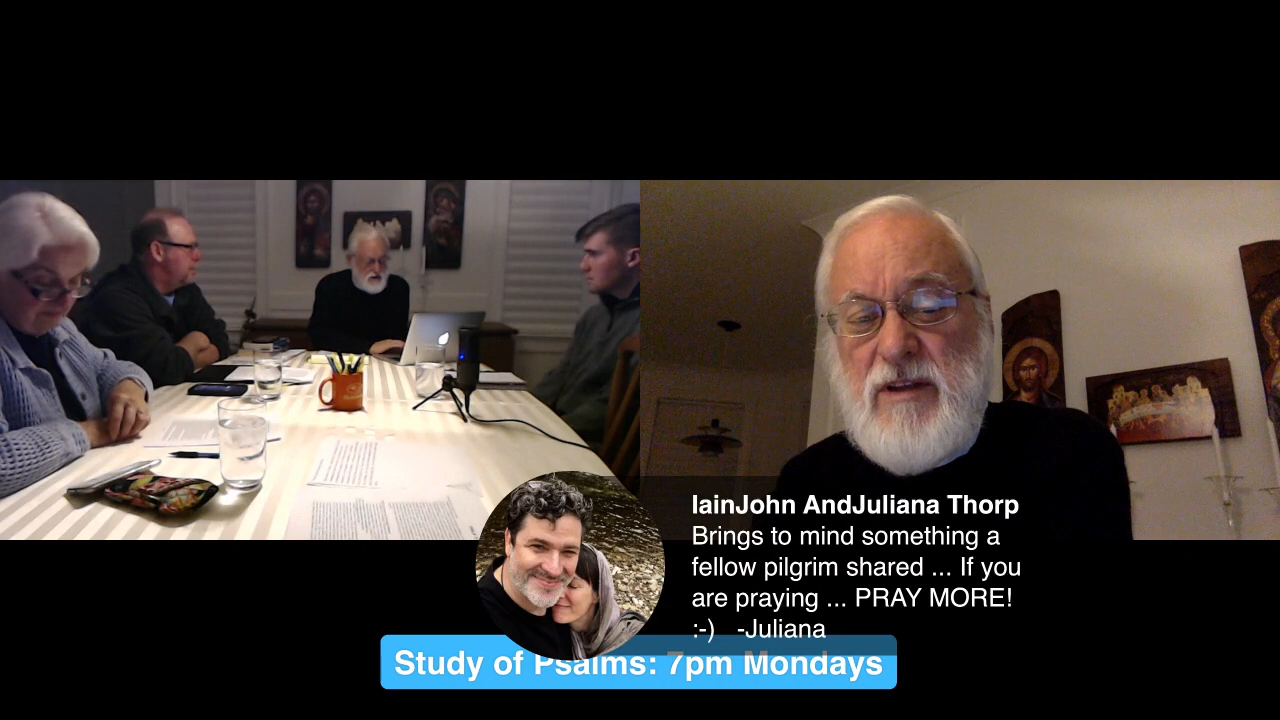 IainJohn AndJuliana Thorp
Brings to mind something a
fellow pilgrim shared ... If you
are praying ... PRAY MORE!
:-)   -Juliana
Study of Psalms: 7pm Mondays